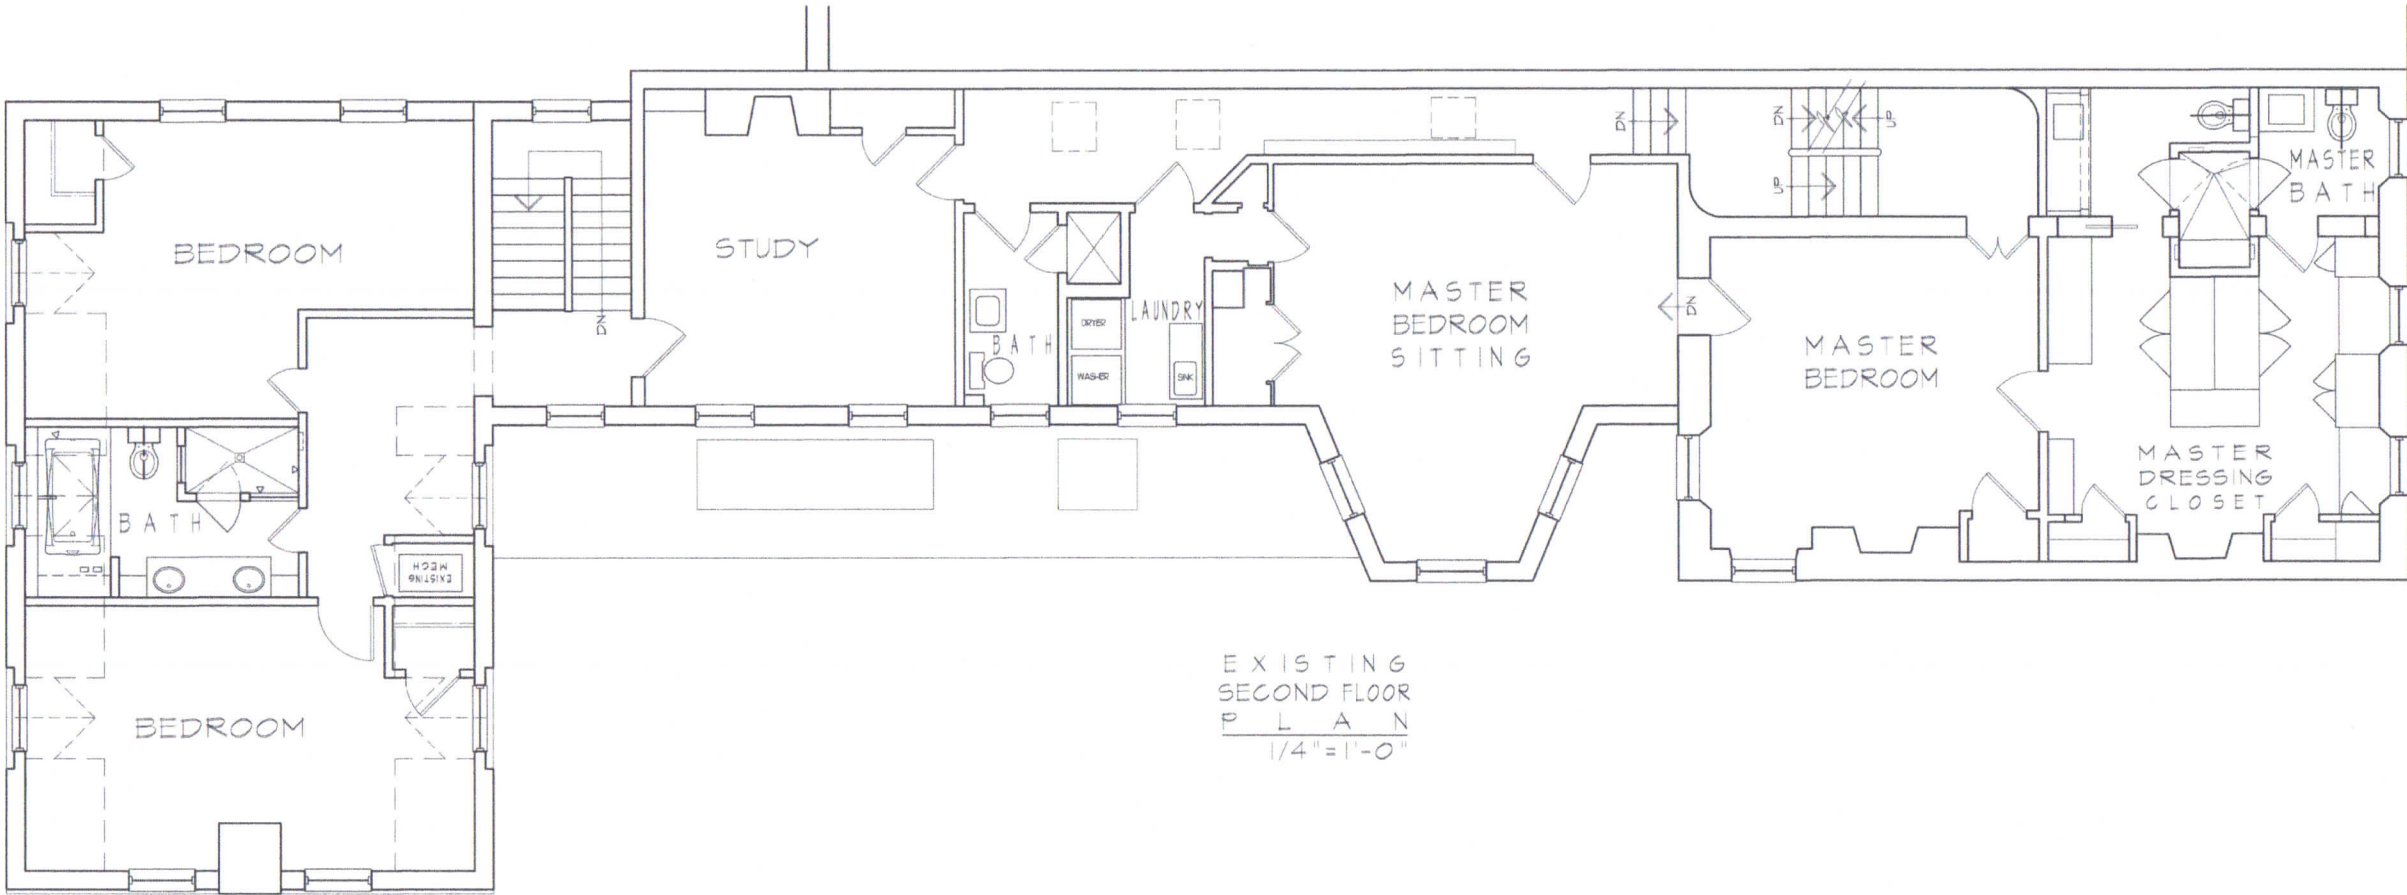 DN
DN
UP
UP
MASTER
BATH
BEDROOM
STUDY
DN
LAUNDRY
DRYER
WASHER
SINK
BATH
MASTER
BEDROOM
SITTING
DN
MASTER
BEDROOM
MASTER
DRESSING
CLOSET
BATH
EXISTING
MECH
BEDROOM
EXISTING
SECOND FLOOR
PLAN
1/4"=1'-0"